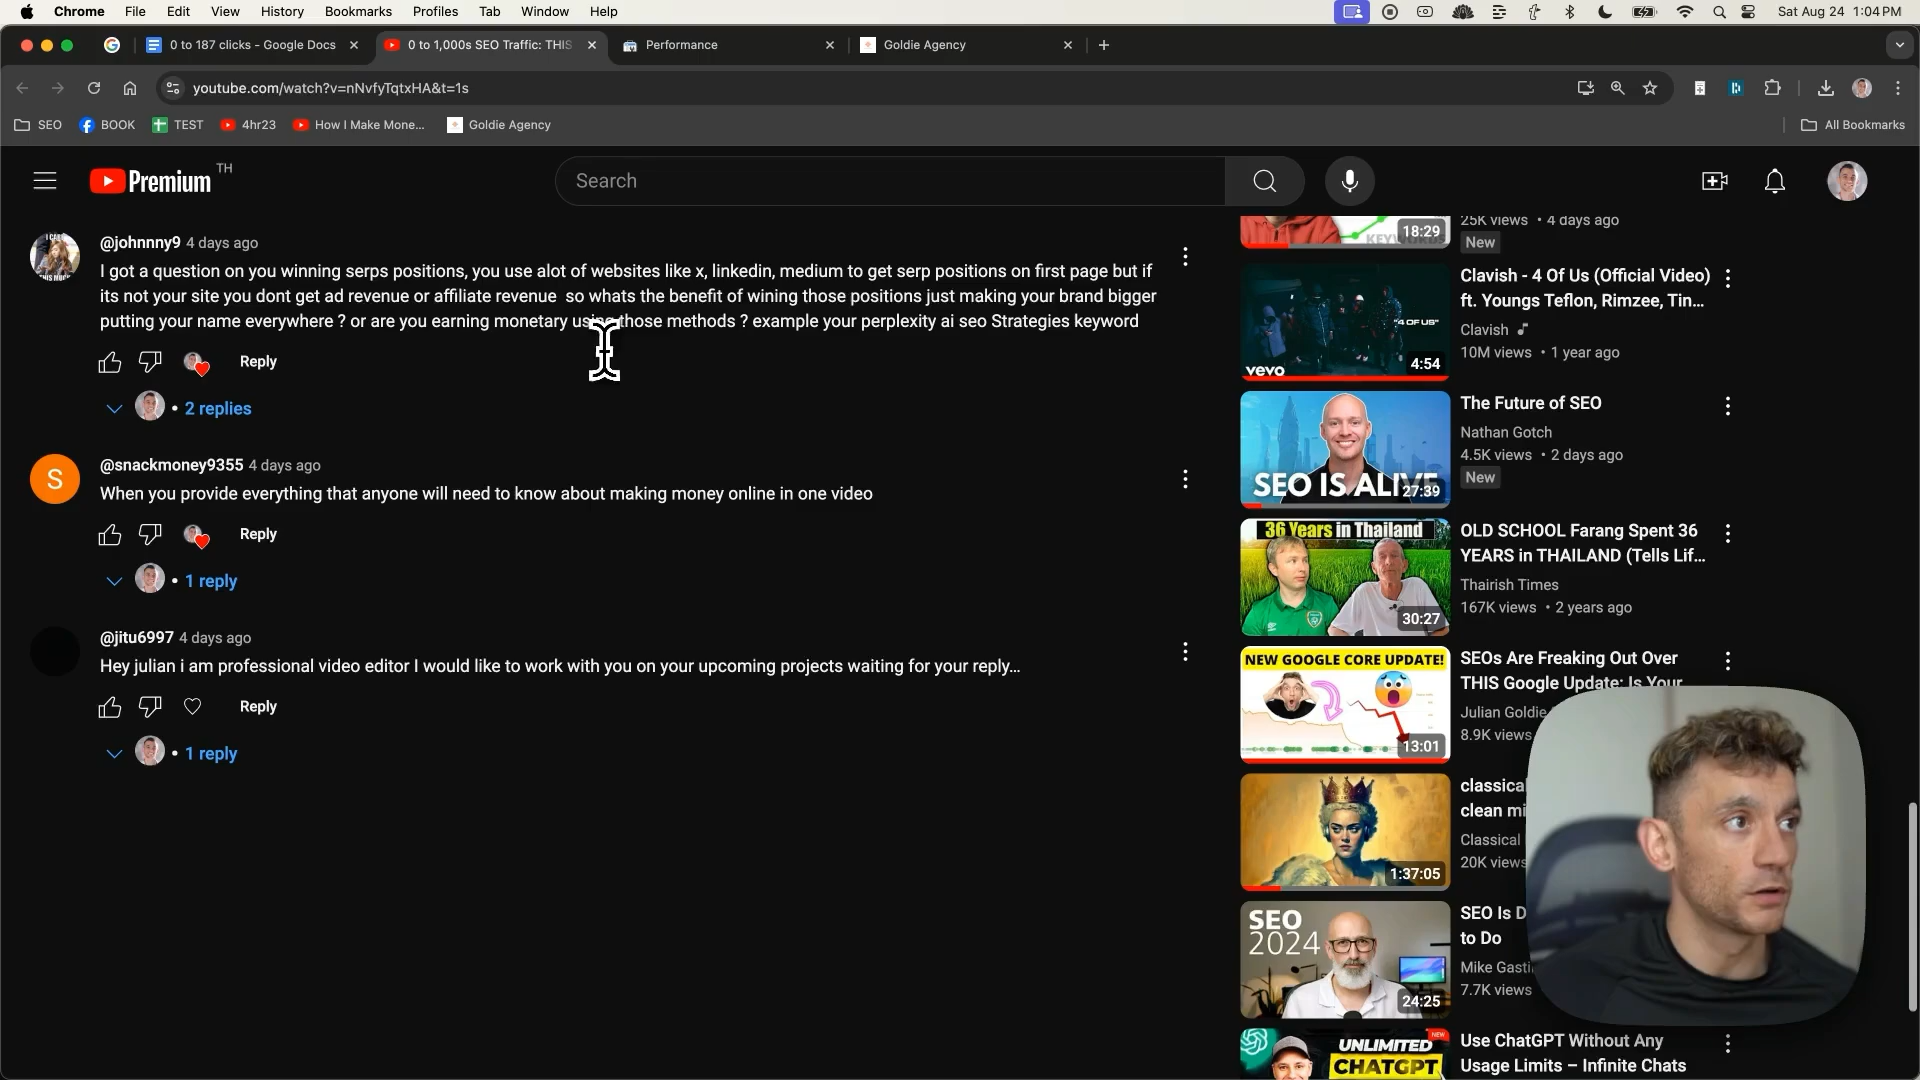 Chrome File Edit View History Bookmarks Profiles Tab Window Help Sat Aug 24 1:04 PM
0 to 187 clicks - Google Docs 0 to 1,000s SEO Traffic: THIS Performance Goldie Agency
youtube.com/watch?v=nNvfyTqtxHA&t=1s
SEO BOOK TEST 4hr23 How I Make Mone... Goldie Agency All Bookmarks
Premium TH
Search
@johnnny9 4 days ago
I got a question on you winning serps positions, you use alot of websites like x, linkedin, medium to get serp positions on first page but if
its not your site you dont get ad revenue or affiliate revenue so whats the benefit of wining those positions just making your brand bigger
putting your name everywhere ? or are you earning monetary using those methods ? example your perplexity ai seo Strategies keyword
Reply
2 replies
@snackmoney9355 4 days ago
S
When you provide everything that anyone will need to know about making money online in one video
Reply
1 reply
@jitu6997 4 days ago
Hey julian i am professional video editor I would like to work with you on your upcoming projects waiting for your reply...
Reply
1 reply
KEYWORDS
18:29
25K views • 4 days ago
New
"4 OF US"
vevo
4:54
Clavish - 4 Of Us (Official Video)
ft. Youngs Teflon, Rimzee, Tin...
Clavish
10M views • 1 year ago
SEO IS ALIVE
27:39
The Future of SEO
Nathan Gotch
4.5K views • 2 days ago
New
36 Years in Thailand
30:27
OLD SCHOOL Farang Spent 36
YEARS in THAILAND (Tells Lif...
Thairish Times
167K views • 2 years ago
NEW GOOGLE CORE UPDATE!
13:01
SEOs Are Freaking Out Over
THIS Google Update: Is Your
Julian Goldie
8.9K views
1:37:05
classical
clean mi
Classical
20K views
SEO
2024
24:25
SEO Is D
to Do
Mike Gasti
7.7K views
NEW
UNLIMITED
CHATGPT
Use ChatGPT Without Any
Usage Limits – Infinite Chats